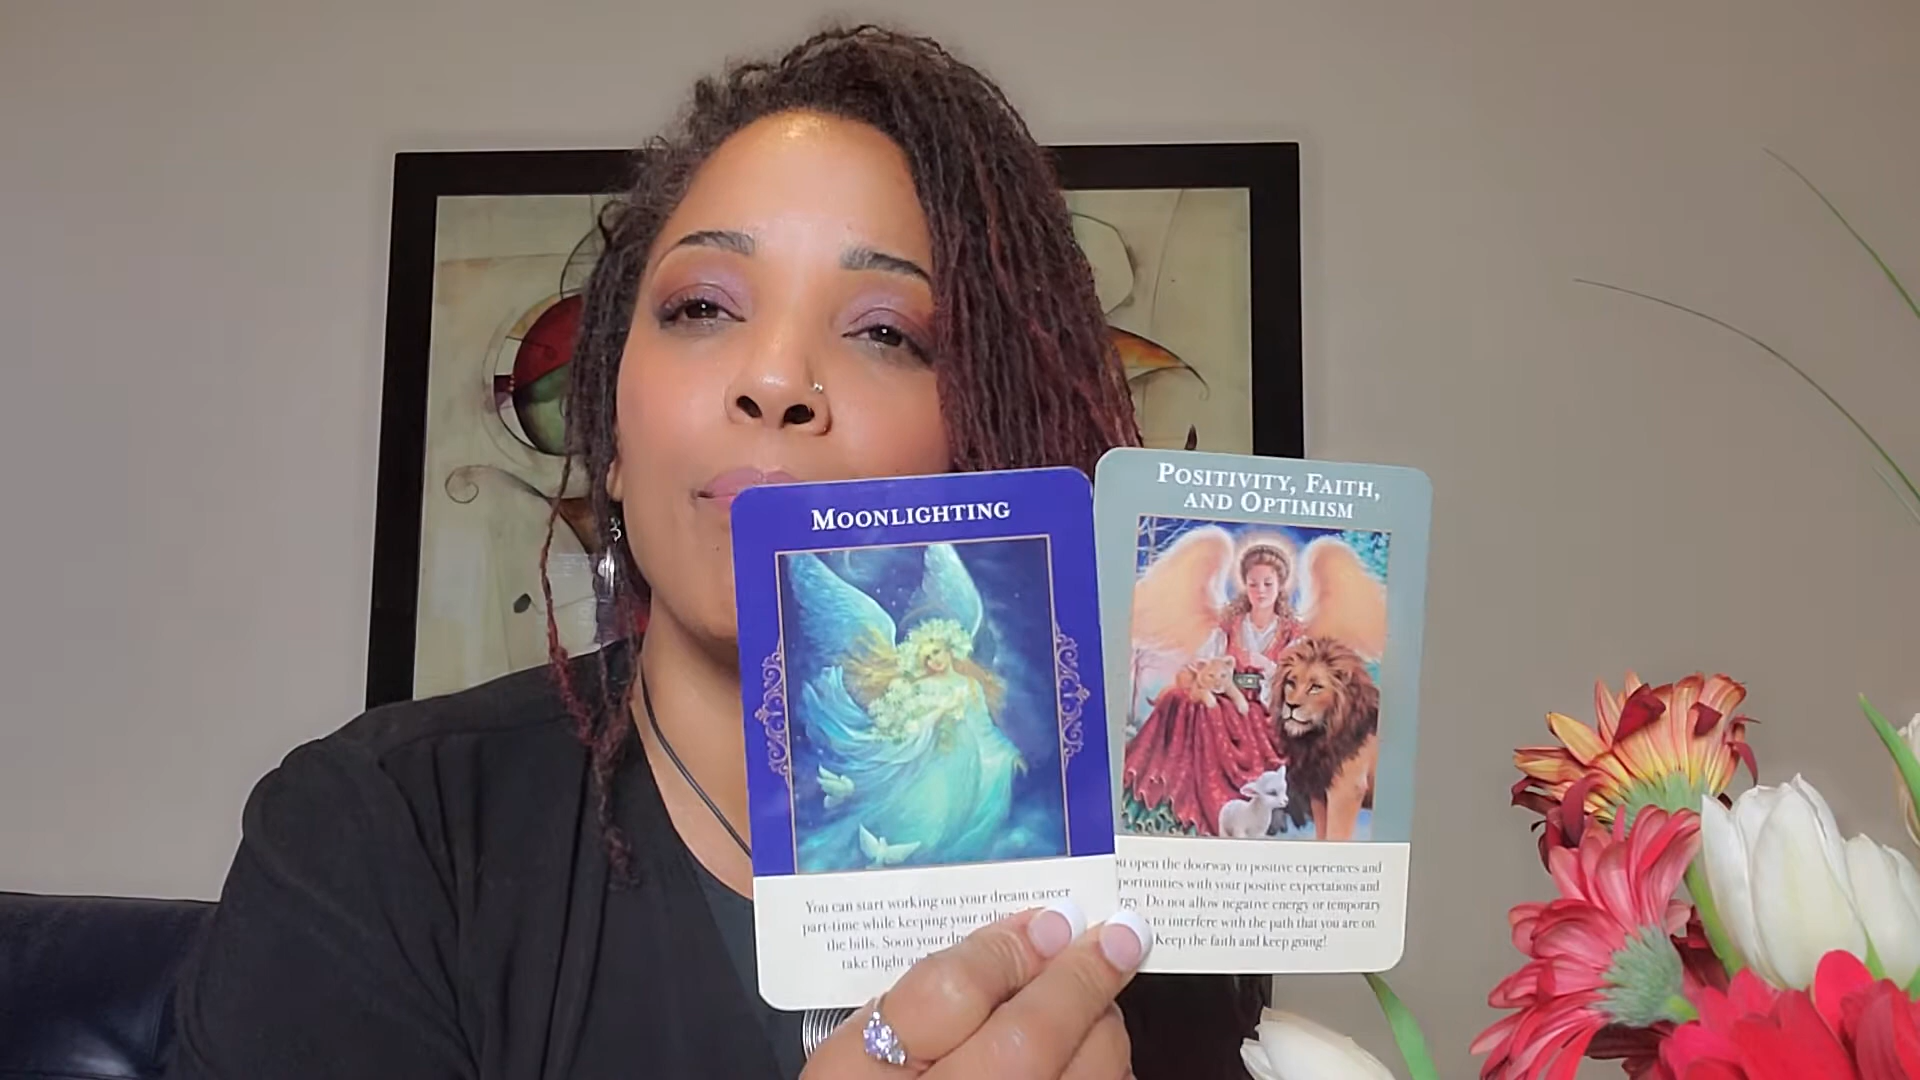 MOONLIGHTING
You can start working on your dream career
part-time while keeping your other
the bills. Soon your
take flight
POSITIVITY, FAITH,
AND OPTIMISM
open the doorway to positive experiences and
with your positive expectations and
Do not allow negative energy or temporary
to interfere with the path that you are on.
Keep the faith and keep going!